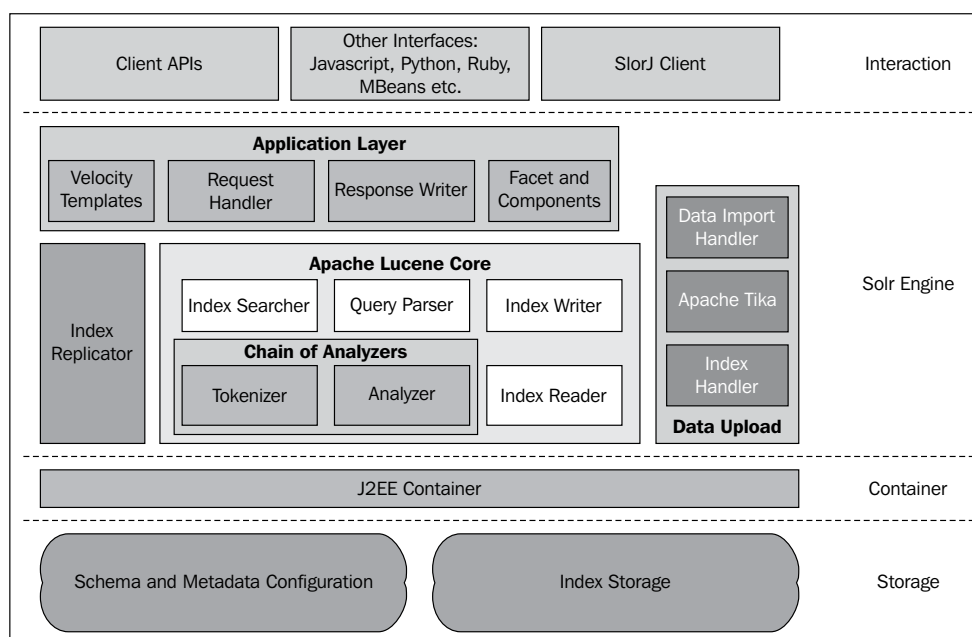 Client APIs
Other Interfaces:
Javascript, Python, Ruby,
MBeans etc.
SlorJ Client
Interaction
Application Layer
Velocity
Templates
Request
Handler
Response Writer
Facet and
Components
Data Import
Handler
Apache Tika
Index
Handler
Data Upload
Solr Engine
Index
Replicator
Apache Lucene Core
Index Searcher
Query Parser
Index Writer
Chain of Analyzers
Tokenizer
Analyzer
Index Reader
J2EE Container
Container
Schema and Metadata Configuration
Index Storage
Storage